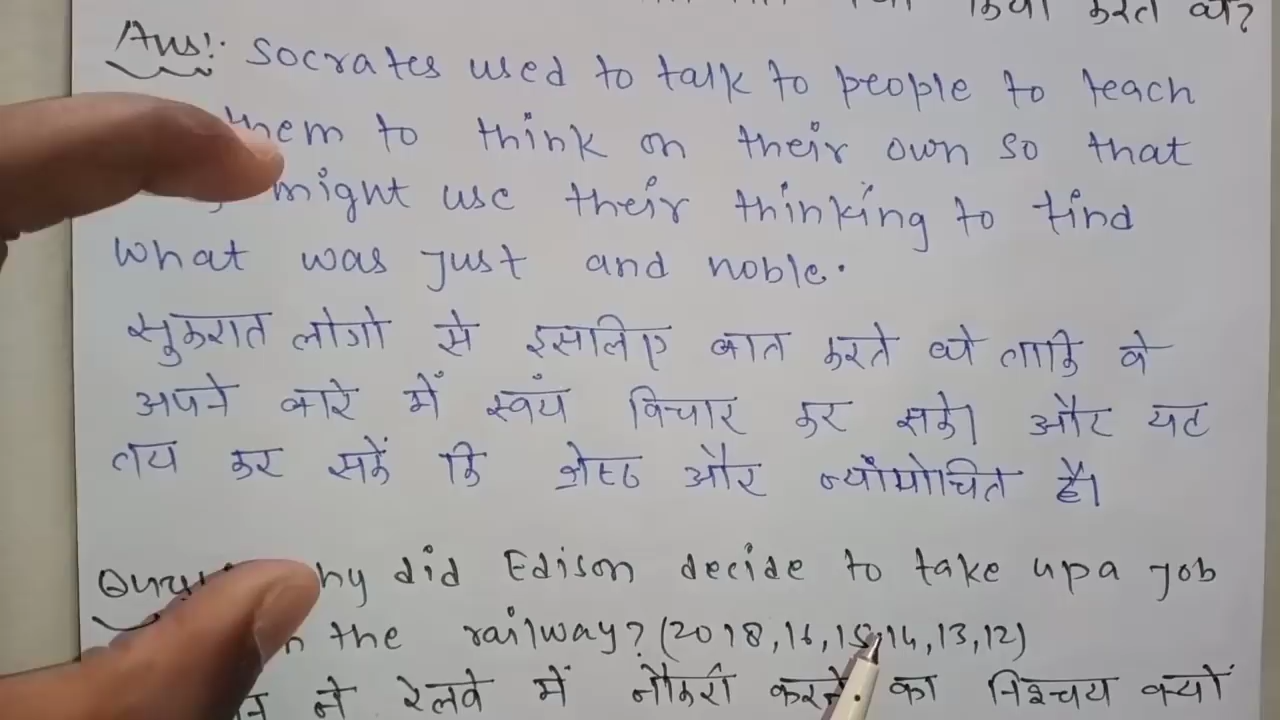 किया करते थे?
Ans:. Socrates used to talk to people to teach
them to think on their own so that
might use their thinking to find
what was just and noble.
सुकरात लोगो से इसलिए बात करते थे ताकि वे
अपने बारे में स्वंय विचार कर सके। और यह
तय कर सकें कि श्रेष्ठ और न्यांयोचित है।
did Edison decide to take up a job
the railway? (2018,16,15,14,13,12)
ने रेलवे में नौकरी करने का निश्चय क्यों